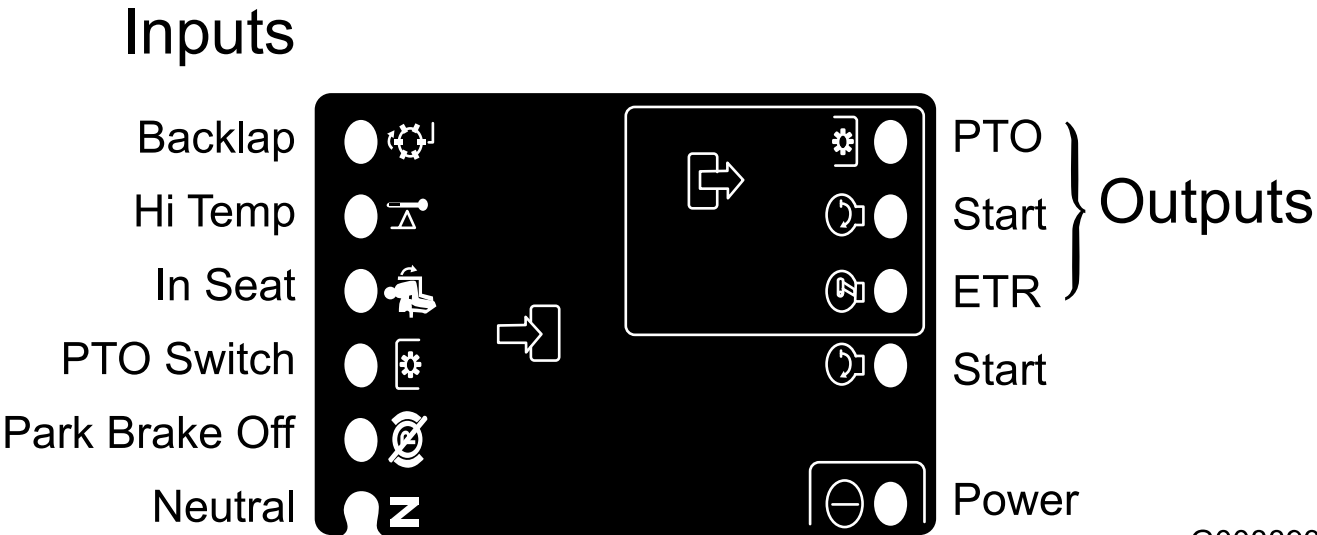 Inputs
Backlap
Hi Temp
In Seat
PTO Switch
Park Brake Off
Neutral
N
PTO
Start
ETR
Outputs
Start
Power